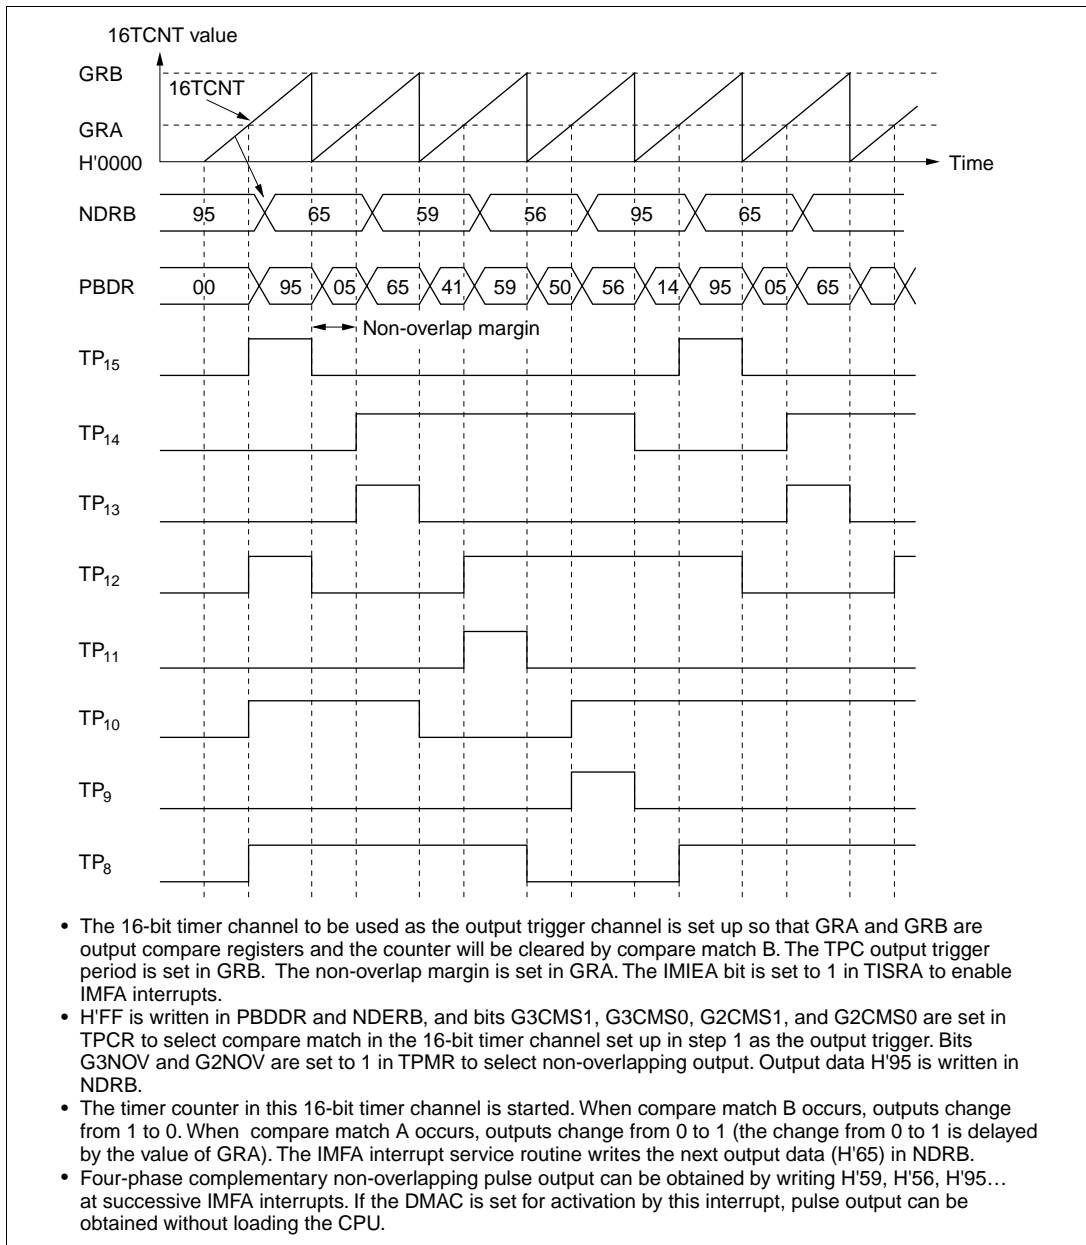 16TCNT value
GRB
16TCNT
GRA
H'0000
Time
NDRB 95 65 59 56 95 65
PBDR 00 95 05 65 41 59 50 56 14 95 05 65
Non-overlap margin
TP15
TP14
TP13
TP12
TP11
TP10
TP9
TP8
• The 16-bit timer channel to be used as the output trigger channel is set up so that GRA and GRB are
output compare registers and the counter will be cleared by compare match B. The TPC output trigger
period is set in GRB. The non-overlap margin is set in GRA. The IMIEA bit is set to 1 in TISRA to enable
IMFA interrupts.
• H'FF is written in PBDDR and NDERB, and bits G3CMS1, G3CMS0, G2CMS1, and G2CMS0 are set in
TPCR to select compare match in the 16-bit timer channel set up in step 1 as the output trigger. Bits
G3NOV and G2NOV are set to 1 in TPMR to select non-overlapping output. Output data H'95 is written in
NDRB.
• The timer counter in this 16-bit timer channel is started. When compare match B occurs, outputs change
from 1 to 0. When compare match A occurs, outputs change from 0 to 1 (the change from 0 to 1 is delayed
by the value of GRA). The IMFA interrupt service routine writes the next output data (H'65) in NDRB.
• Four-phase complementary non-overlapping pulse output can be obtained by writing H'59, H'56, H'95…
at successive IMFA interrupts. If the DMAC is set for activation by this interrupt, pulse output can be
obtained without loading the CPU.